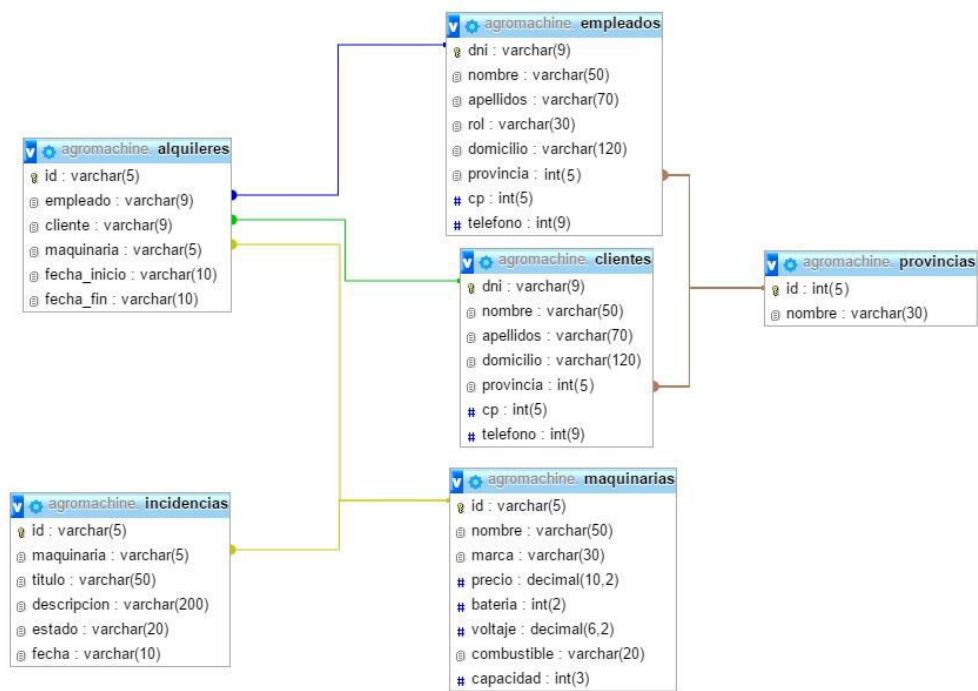 agromachine. empleados
dni : varchar(9)
nombre : varchar(50)
apellidos : varchar(70)
rol : varchar(30)
domicilio : varchar(120)
provincia : int(5)
# cp : int(5)
# telefono : int(9)
agromachine. alquileres
id : varchar(5)
empleado : varchar(9)
cliente : varchar(9)
maquinaria : varchar(5)
fecha_inicio : varchar(10)
fecha_fin : varchar(10)
agromachine. clientes
dni : varchar(9)
nombre : varchar(50)
apellidos : varchar(70)
domicilio : varchar(120)
provincia : int(5)
# cp : int(5)
# telefono : int(9)
agromachine. provincias
id : int(5)
nombre : varchar(30)
agromachine. incidencias
id : varchar(5)
maquinaria : varchar(5)
titulo : varchar(50)
descripcion : varchar(200)
estado : varchar(20)
fecha : varchar(10)
agromachine. maquinarias
id : varchar(5)
nombre : varchar(50)
marca : varchar(30)
# precio : decimal(10,2)
# bateria : int(2)
# voltaje : decimal(6,2)
combustible : varchar(20)
# capacidad : int(3)